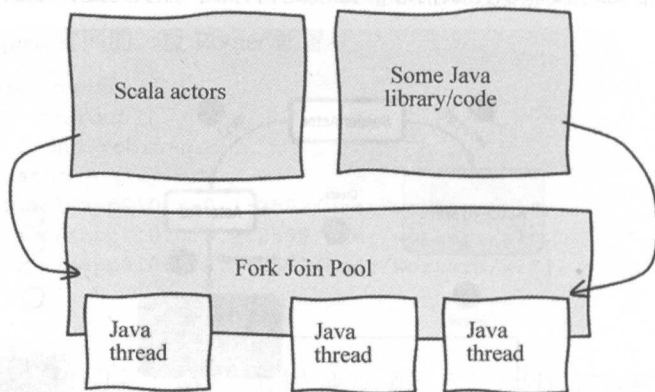 Scala actors
Some Java
library/code
Fork Join Pool
Java
thread
Java
thread
Java
thread